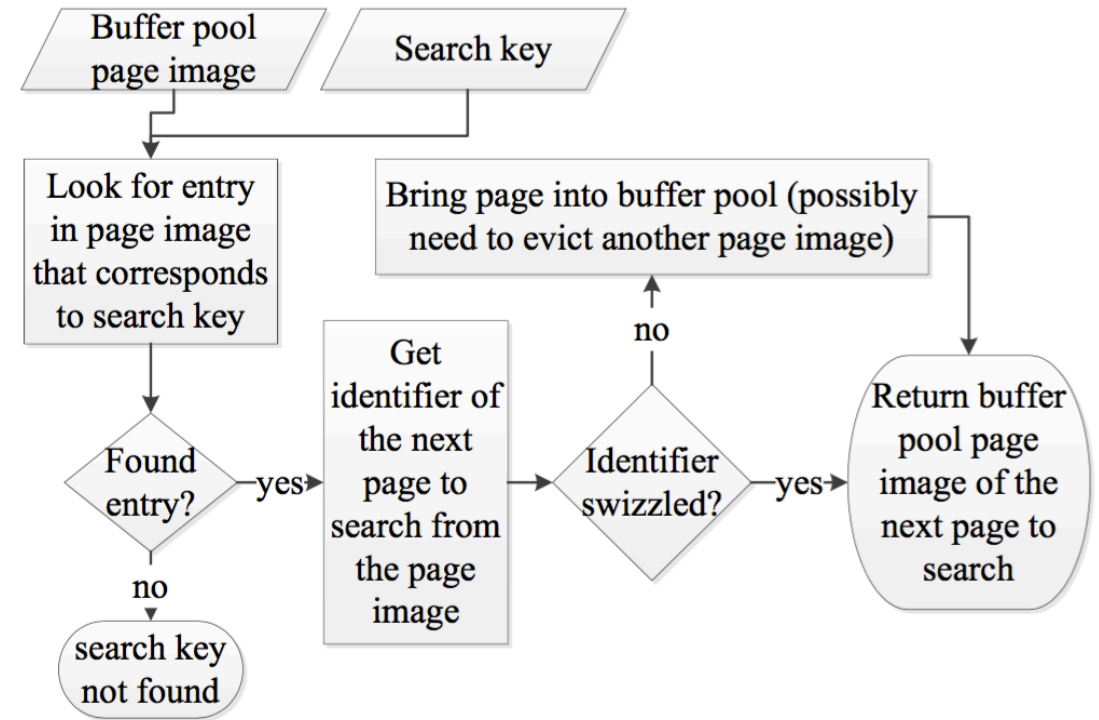 Buffer pool
page image
Search key
Look for entry
in page image
that corresponds
to search key
Bring page into buffer pool (possibly
need to evict another page image)
no
Get
identifier of
the next
page to
search from
the page
image
Found
entry?
yes
Identifier
swizzled?
yes
Return buffer
pool page
image of the
next page to
search
no
search key
not found